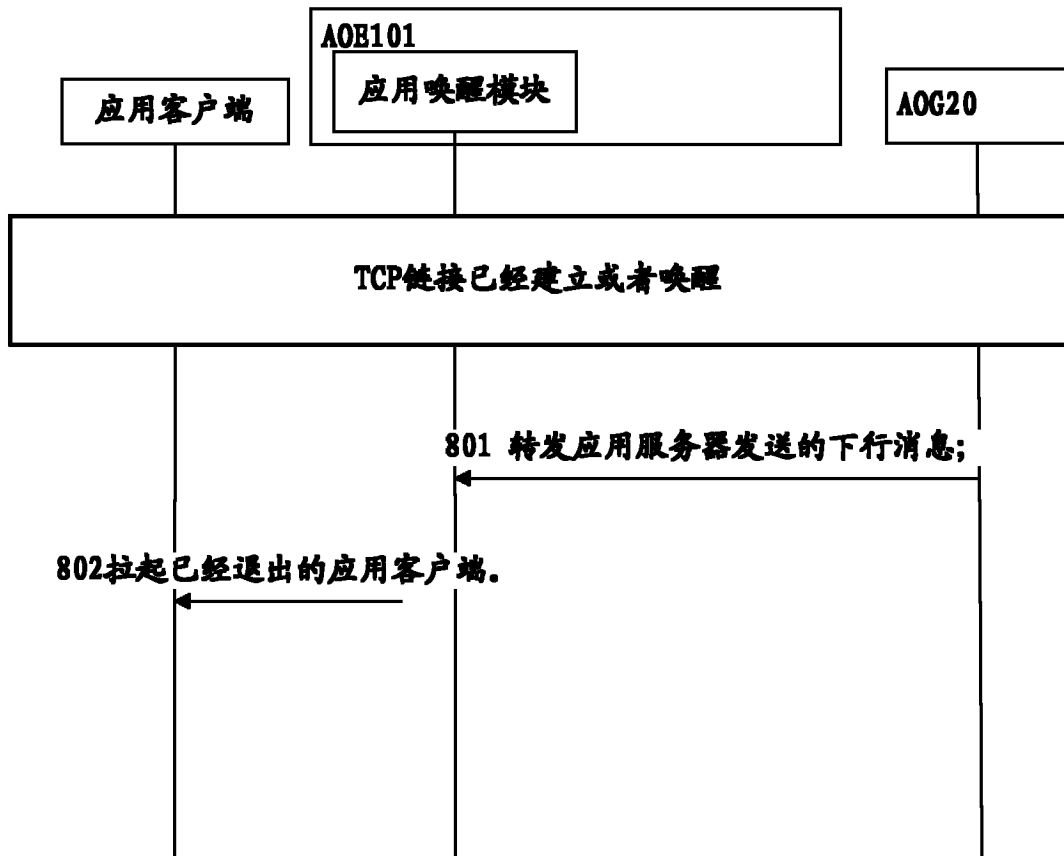 AOE101
应用客户端
应用唤醒模块
AOG20
TCP链接已经建立或者唤醒
801 转发应用服务器发送的下行消息;
802拉起已经退出的应用客户端。